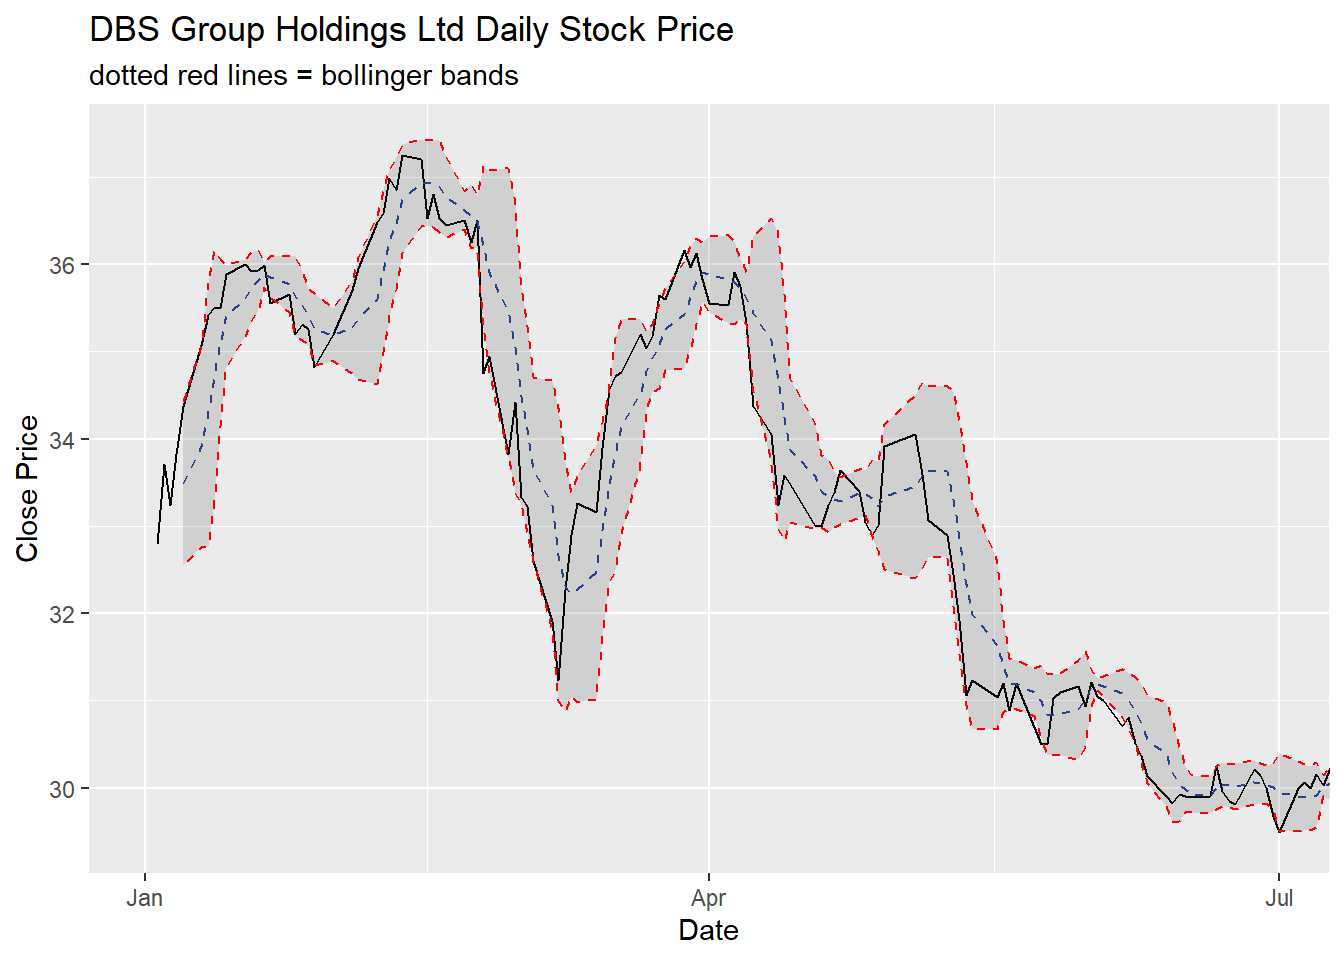 DBS Group Holdings Ltd Daily Stock Price
dotted red lines = bollinger bands
Close Price
36
34
32
30
Jan
Apr
Jul
Date